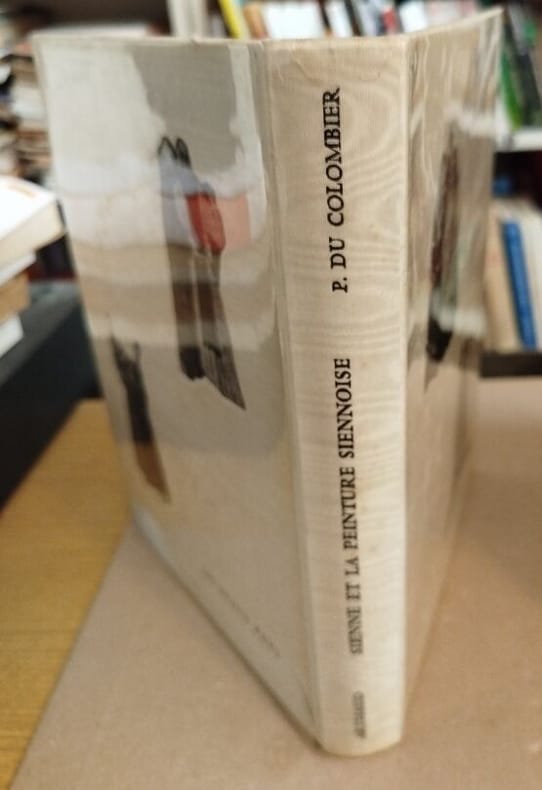 P. DU COLOMBIER
SIENNE ET LA PEINTURE SIENNOISE
ARTHAUD